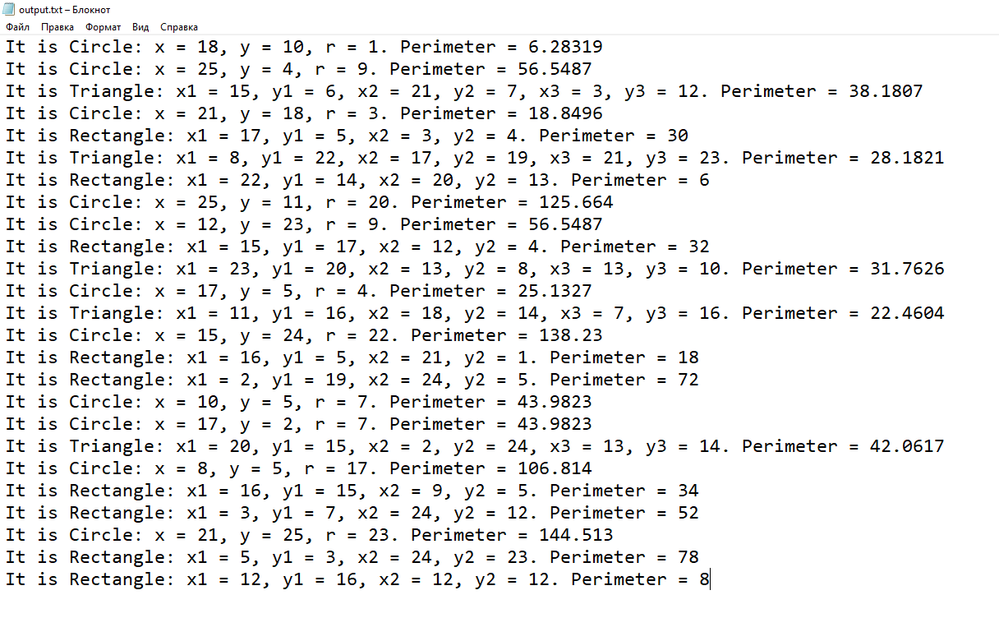 output.txt – Блокнот
Файл Правка Формат Вид Справка
It is Circle: x = 18, y = 10, r = 1. Perimeter = 6.28319
It is Circle: x = 25, y = 4, r = 9. Perimeter = 56.5487
It is Triangle: x1 = 15, y1 = 6, x2 = 21, y2 = 7, x3 = 3, y3 = 12. Perimeter = 38.1807
It is Circle: x = 21, y = 18, r = 3. Perimeter = 18.8496
It is Rectangle: x1 = 17, y1 = 5, x2 = 3, y2 = 4. Perimeter = 30
It is Triangle: x1 = 8, y1 = 22, x2 = 17, y2 = 19, x3 = 21, y3 = 23. Perimeter = 28.1821
It is Rectangle: x1 = 22, y1 = 14, x2 = 20, y2 = 13. Perimeter = 6
It is Circle: x = 25, y = 11, r = 20. Perimeter = 125.664
It is Circle: x = 12, y = 23, r = 9. Perimeter = 56.5487
It is Rectangle: x1 = 15, y1 = 17, x2 = 12, y2 = 4. Perimeter = 32
It is Triangle: x1 = 23, y1 = 20, x2 = 13, y2 = 8, x3 = 13, y3 = 10. Perimeter = 31.7626
It is Circle: x = 17, y = 5, r = 4. Perimeter = 25.1327
It is Triangle: x1 = 11, y1 = 16, x2 = 18, y2 = 14, x3 = 7, y3 = 16. Perimeter = 22.4604
It is Circle: x = 15, y = 24, r = 22. Perimeter = 138.23
It is Rectangle: x1 = 16, y1 = 5, x2 = 21, y2 = 1. Perimeter = 18
It is Rectangle: x1 = 2, y1 = 19, x2 = 24, y2 = 5. Perimeter = 72
It is Circle: x = 10, y = 5, r = 7. Perimeter = 43.9823
It is Circle: x = 17, y = 2, r = 7. Perimeter = 43.9823
It is Triangle: x1 = 20, y1 = 15, x2 = 2, y2 = 24, x3 = 13, y3 = 14. Perimeter = 42.0617
It is Circle: x = 8, y = 5, r = 17. Perimeter = 106.814
It is Rectangle: x1 = 16, y1 = 15, x2 = 9, y2 = 5. Perimeter = 34
It is Rectangle: x1 = 3, y1 = 7, x2 = 24, y2 = 12. Perimeter = 52
It is Circle: x = 21, y = 25, r = 23. Perimeter = 144.513
It is Rectangle: x1 = 5, y1 = 3, x2 = 24, y2 = 23. Perimeter = 78
It is Rectangle: x1 = 12, y1 = 16, x2 = 12, y2 = 12. Perimeter = 8